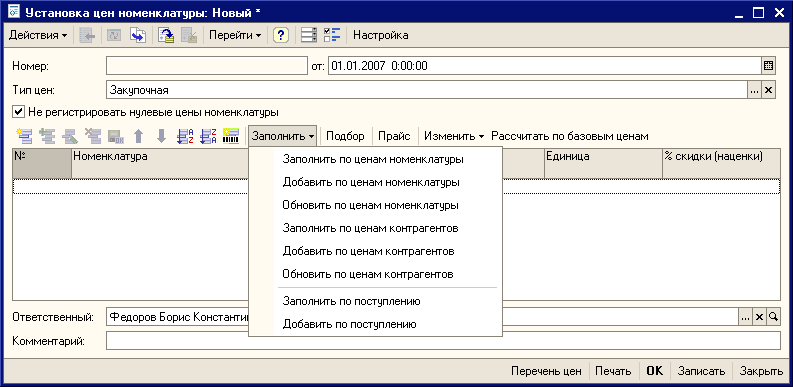 Установка цен номенклатуры: Новый *
Действия Перейти ? Настройка
Номер: от: 01.01.2007 0:00:00
Тип цен: Закупочная ... ×
Не регистрировать нулевые цены номенклатуры
Заполнить Подбор Прайс Изменить Рассчитать по базовым ценам
№ Номенклатура Единица % скидки (наценки)
Заполнить по ценам номенклатуры
Добавить по ценам номенклатуры
Обновить по ценам номенклатуры
Заполнить по ценам контрагентов
Добавить по ценам контрагентов
Обновить по ценам контрагентов
Заполнить по поступлению
Добавить по поступлению
Ответственный: Федоров Борис Константин ... ×
Комментарий:
Перечень цен Печать OK Записать Закрыть